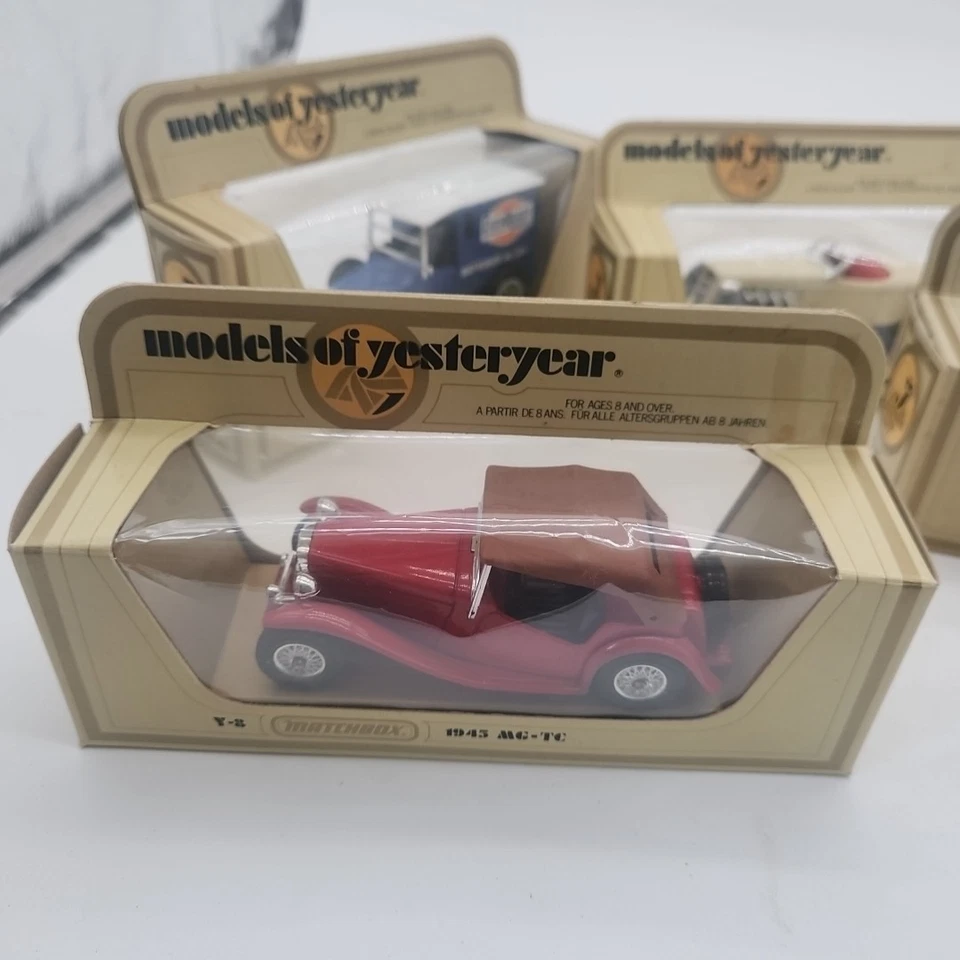 models of yesteryear
models of yesteryear.
models of yesteryear®
FOR AGES 8 AND OVER.
A PARTIR DE 8 ANS. FÜR ALLE ALTERSGRUPPEN AB 8 JAHREN.
Y-8 MATCHBOX 1945 MG-TC